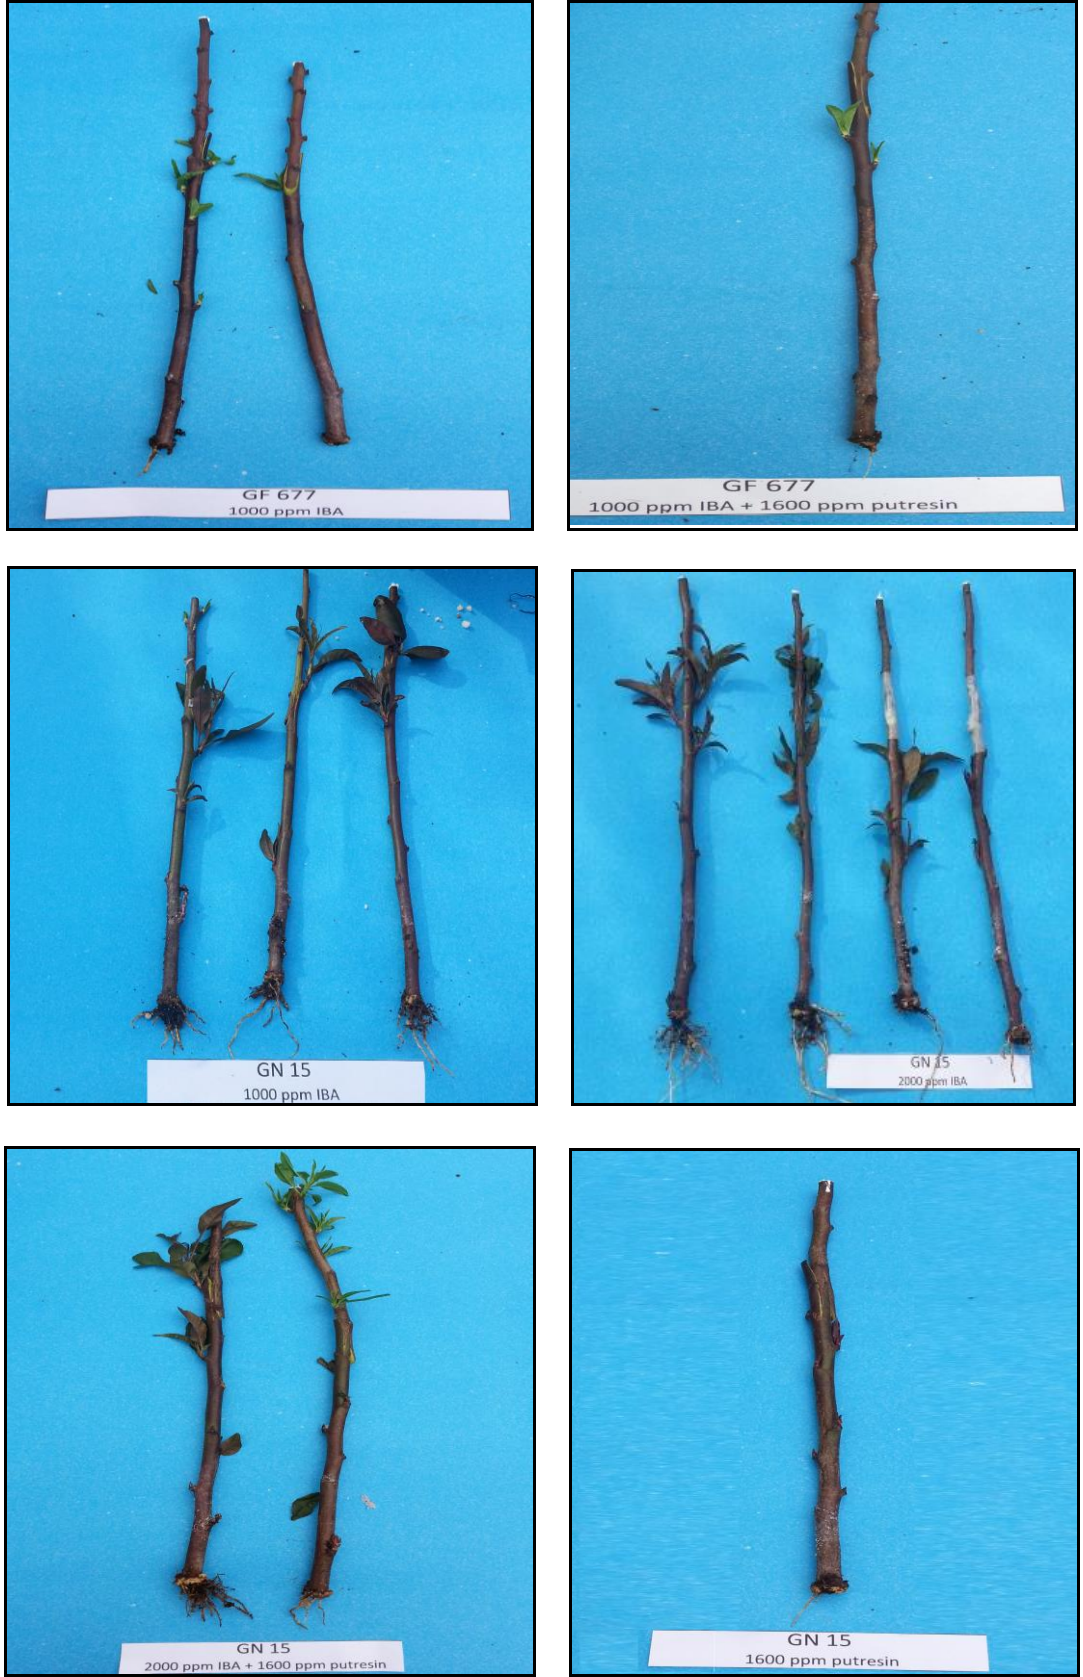 GF 677
1000 ppm IBA
GF 677
1000 ppm IBA + 1600 ppm putresin
GN 15
1000 ppm IBA
GN 15
2000 ppm IBA
GN 15
2000 ppm IBA + 1600 ppm putresin
GN 15
1600 ppm putresin